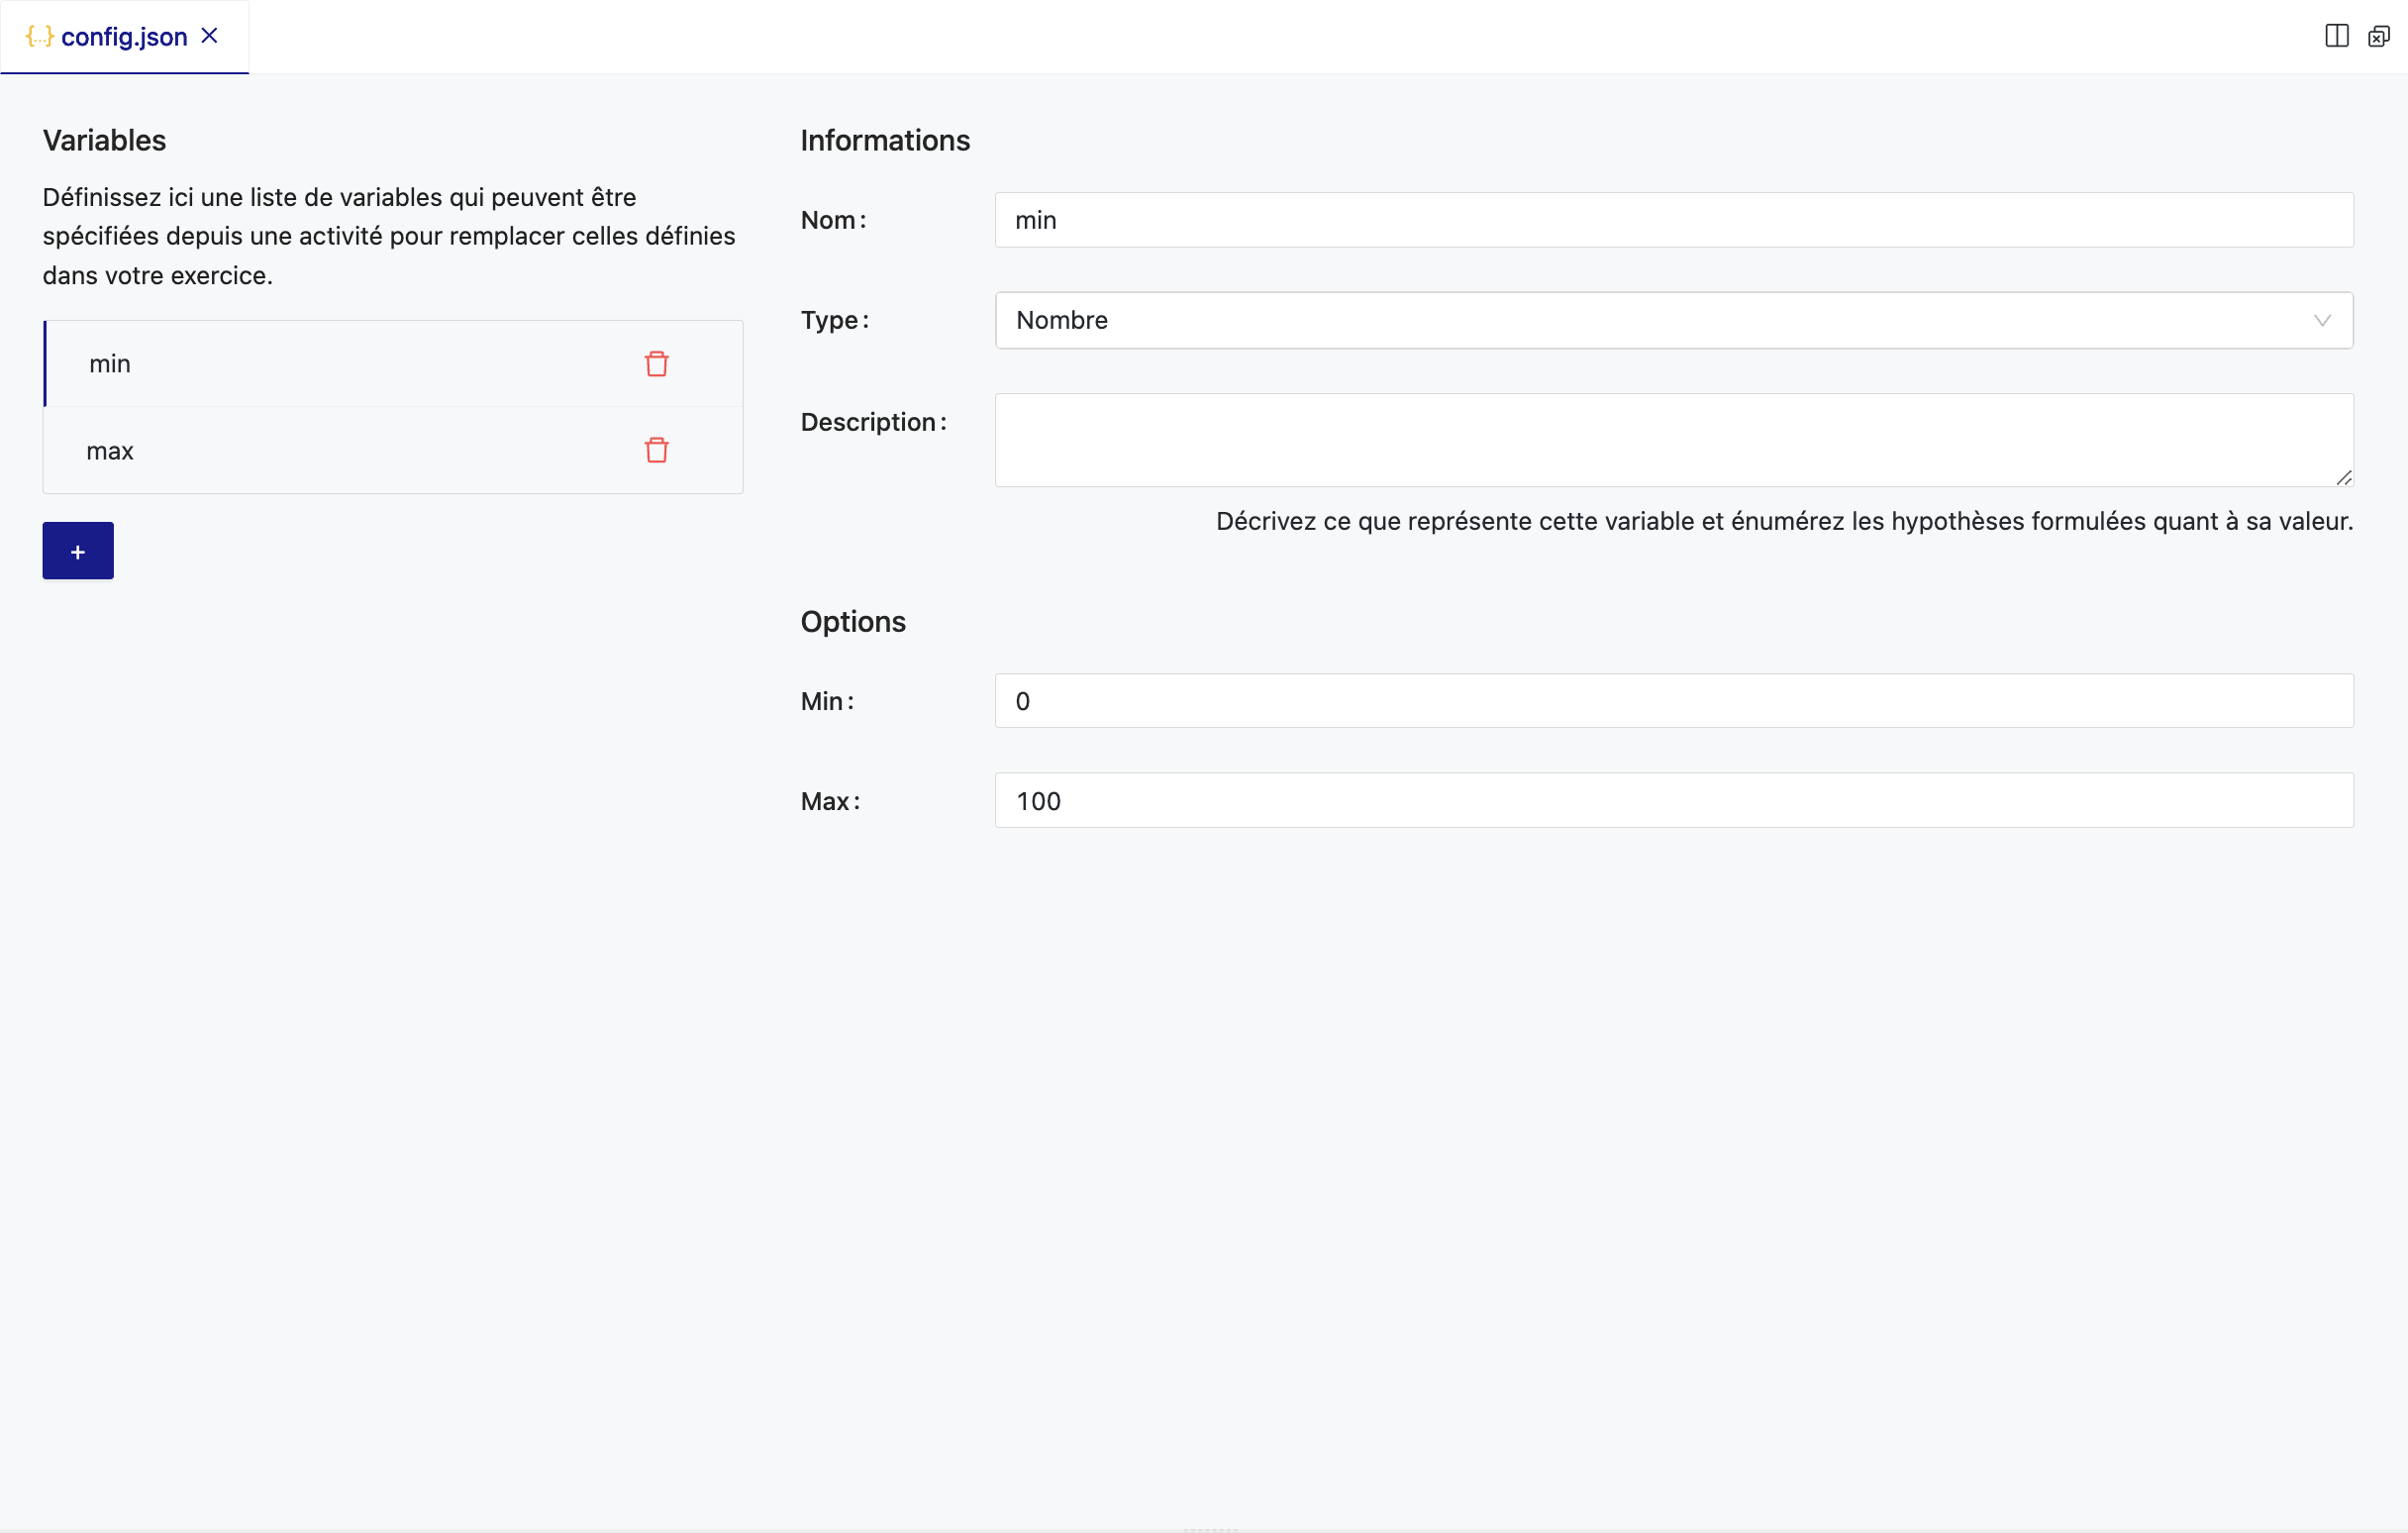 config.json
Variables
Définissez ici une liste de variables qui peuvent être
spécifiées depuis une activité pour remplacer celles définies
dans votre exercice.
min
max
+
Informations
Nom :
min
Type :
Nombre
Description :
Décrivez ce que représente cette variable et énumérez les hypothèses formulées quant à sa valeur.
Options
Min :
0
Max :
100